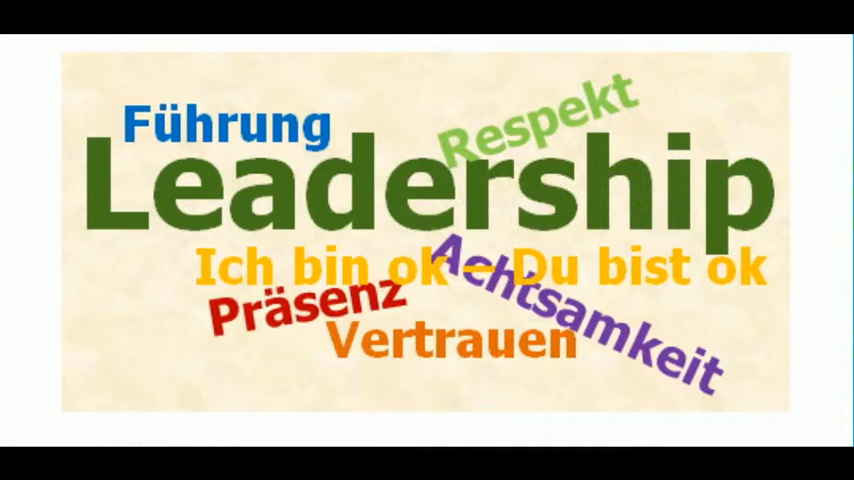 Führung
Respekt
Leadership
Ich bin ok – Du bist ok
Achtsamkeit
Präsenz
Vertrauen